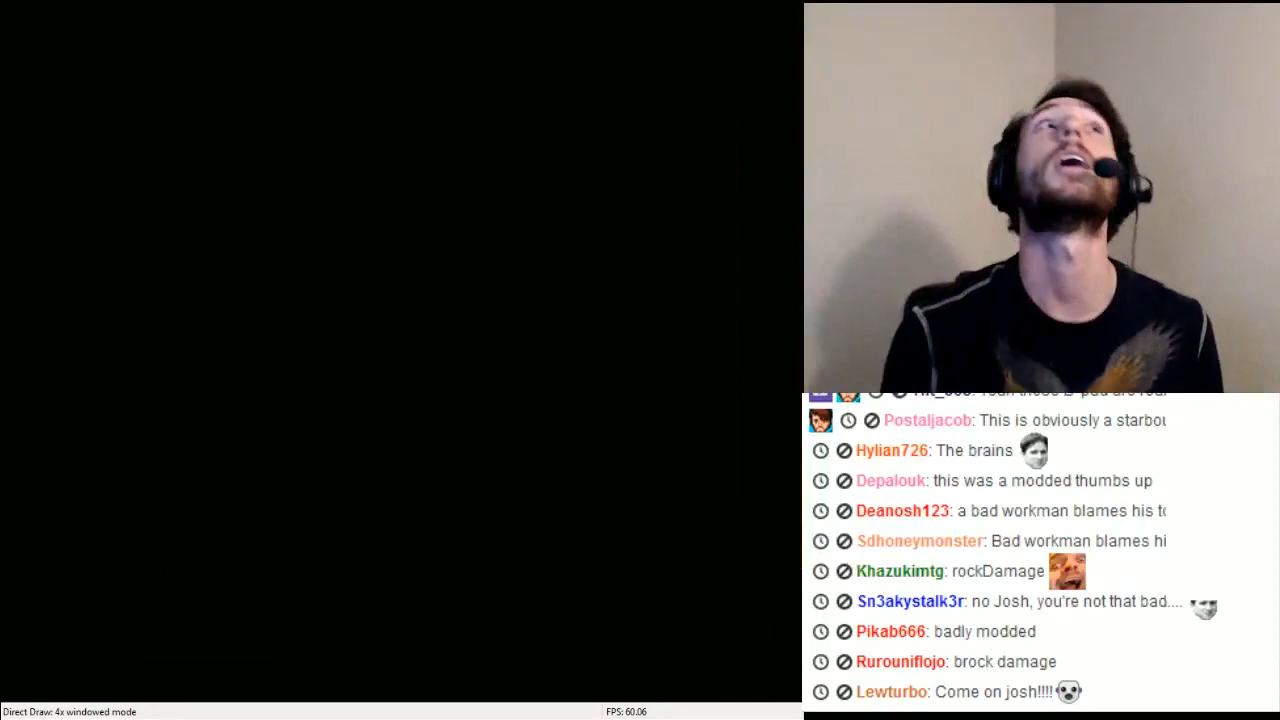 Postaljacob: This is obviously a starbou
Hylian726: The brains
Depalouk: this was a modded thumbs up
Deanosh123: a bad workman blames his to
Sdhoneymonster: Bad workman blames hi
Khazukimtg: rockDamage
Sn3akystalk3r: no Josh, you're not that bad....
Pikab666: badly modded
Rurouniflojo: brock damage
Lewturbo: Come on josh!!!!
Direct Draw: 4x windowed mode
FPS: 60.06